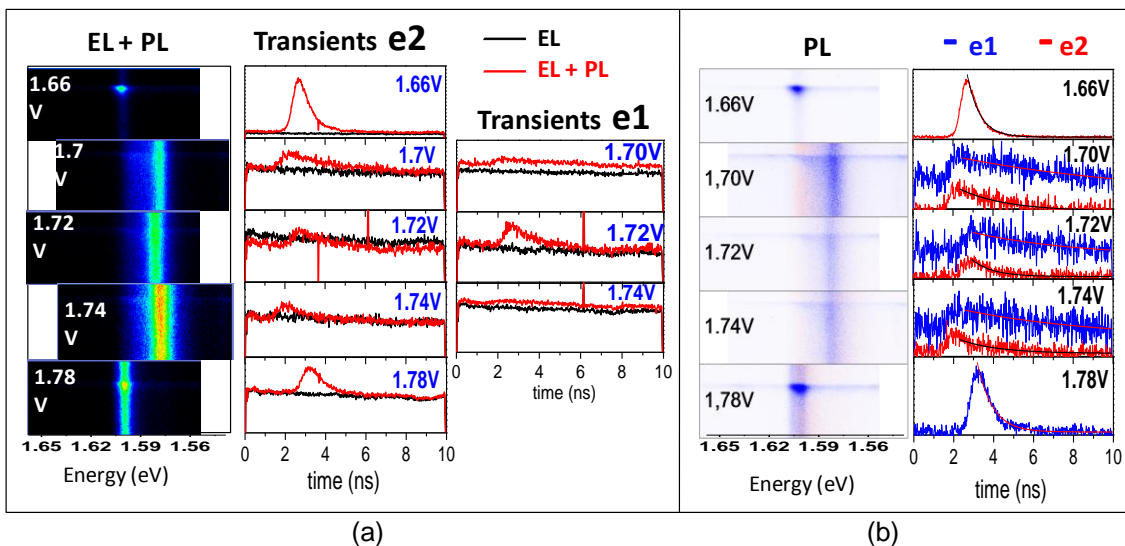 EL + PL
Transients e2
EL
EL + PL
Transients e1
1.66
V
1.7
V
1.72
V
1.74
V
1.78
V
1.65 1.62 1.59 1.56
Energy (eV)
1.66V
1.7V
1.72V
1.74V
1.78V
0 2 4 6 8 10
time (ns)
1.70V
1.72V
1.74V
0 2 4 6 8 10
time (ns)
(a)
PL
e1 e2
1.66V
1,70V
1.72V
1.74V
1,78V
1.65 1.62 1.59 1.56
Energy (eV)
1.66V
1.70V
1.72V
1.74V
1.78V
0 2 4 6 8 10
time (ns)
(b)